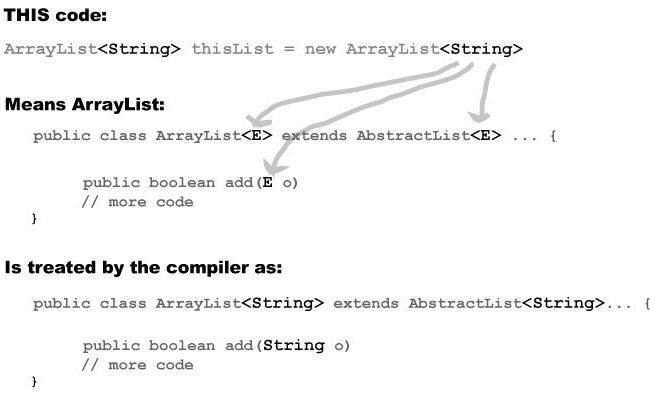 THIS code:
ArrayList<String> thisList = new ArrayList<String>
Means ArrayList:
public class ArrayList<E> extends AbstractList<E> ... {
public boolean add(E o)
// more code
}
Is treated by the compiler as:
public class ArrayList<String> extends AbstractList<String>... {
public boolean add(String o)
// more code
}